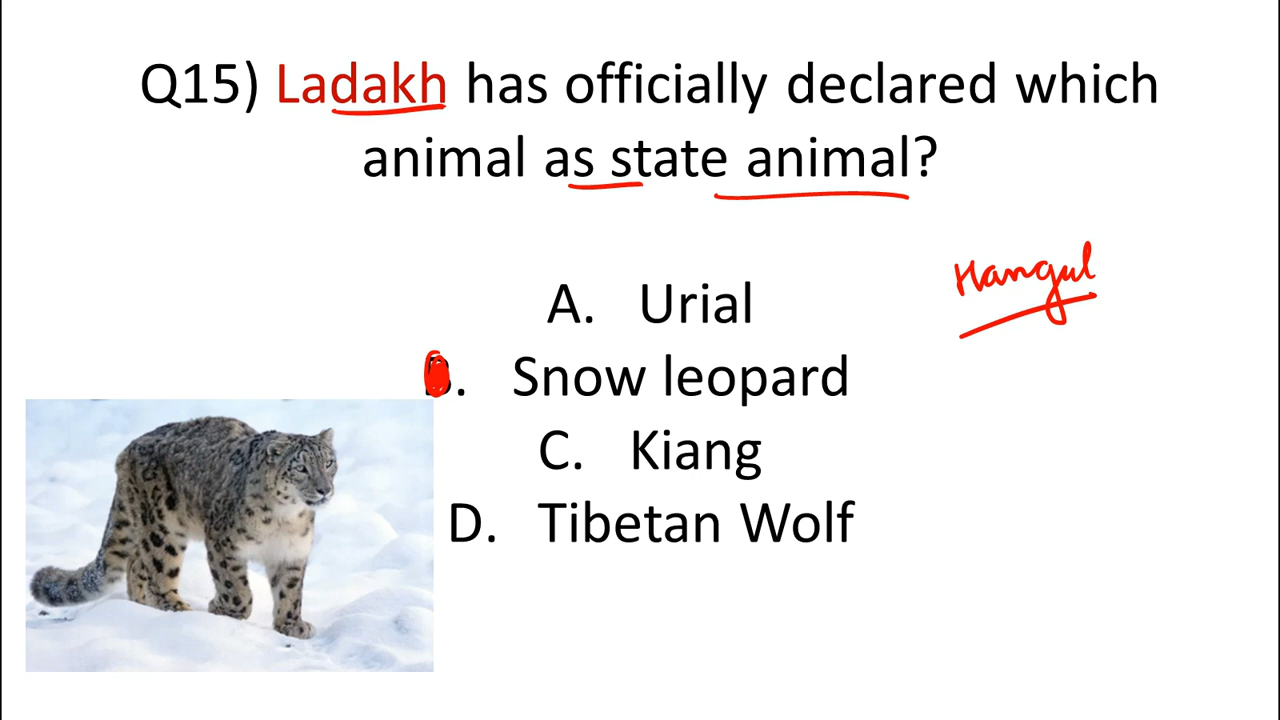 Q15) Ladakh has officially declared which
animal as state animal?
Hangul
A. Urial
B. Snow leopard
C. Kiang
D. Tibetan Wolf